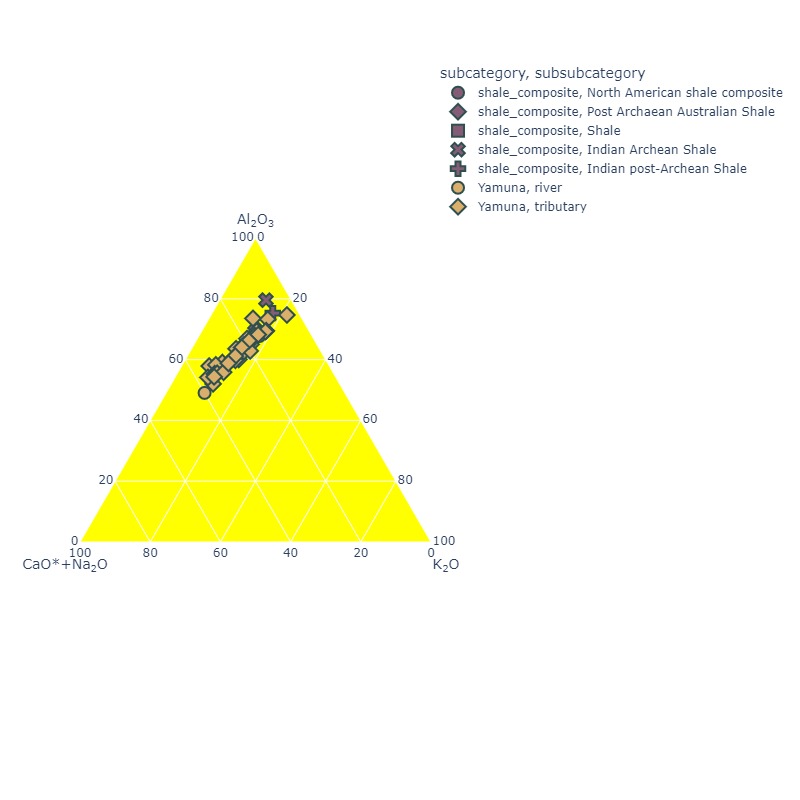 subcategory, subsubcategory
shale_composite, North American shale composite
shale_composite, Post Archaean Australian Shale
shale_composite, Shale
shale_composite, Indian Archean Shale
shale_composite, Indian post-Archean Shale
Yamuna, river
Yamuna, tributary
Al₂O₃
100 0
80 20
60 40
40 60
20 80
0 100
100 80 60 40 20 0
CaO*+Na₂O K₂O